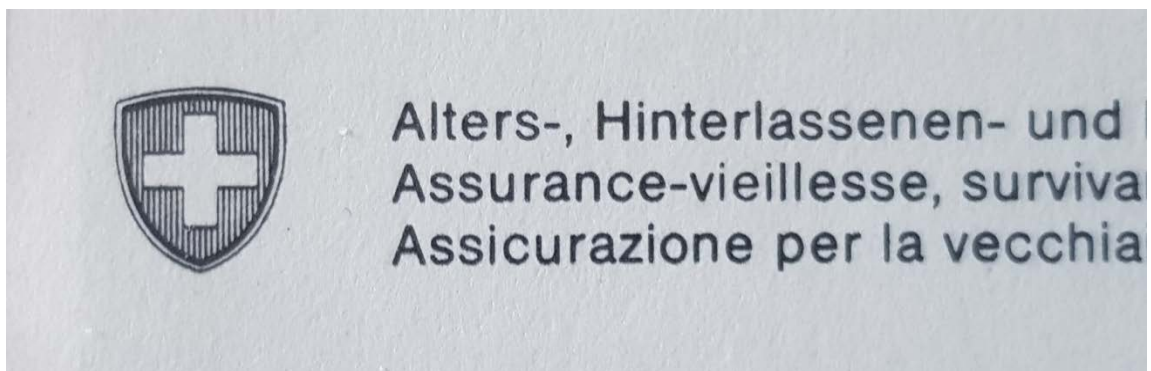 Alters-, Hinterlassenen- und
Assurance-vieillesse, surviva
Assicurazione per la vecchia